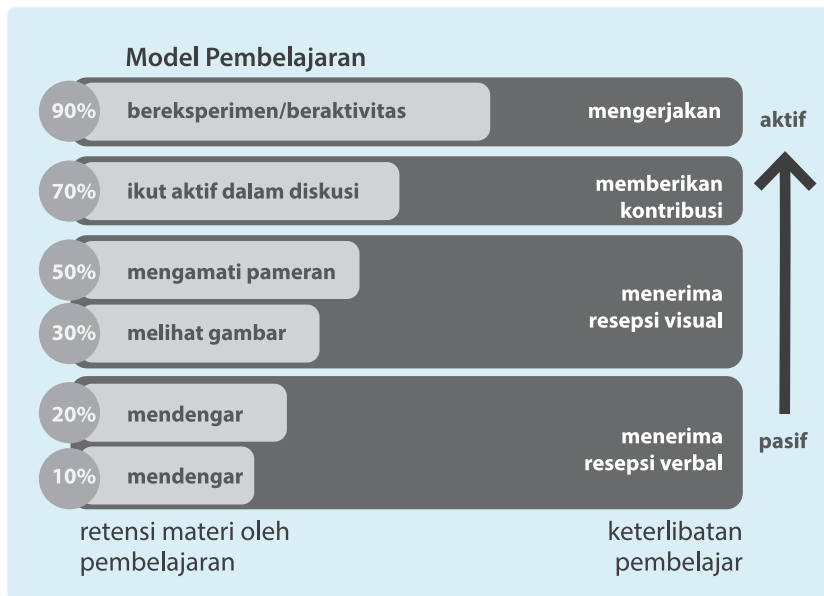 Model Pembelajaran
90%
bereksperimen/beraktivitas
mengerjakan
aktif
70%
ikut aktif dalam diskusi
memberikan
kontribusi
50%
mengamati pameran
30%
melihat gambar
menerima
resepsi visual
20%
mendengar
10%
mendengar
menerima
resepsi verbal
pasif
retensi materi oleh
pembelajaran
keterlibatan
pembelajar